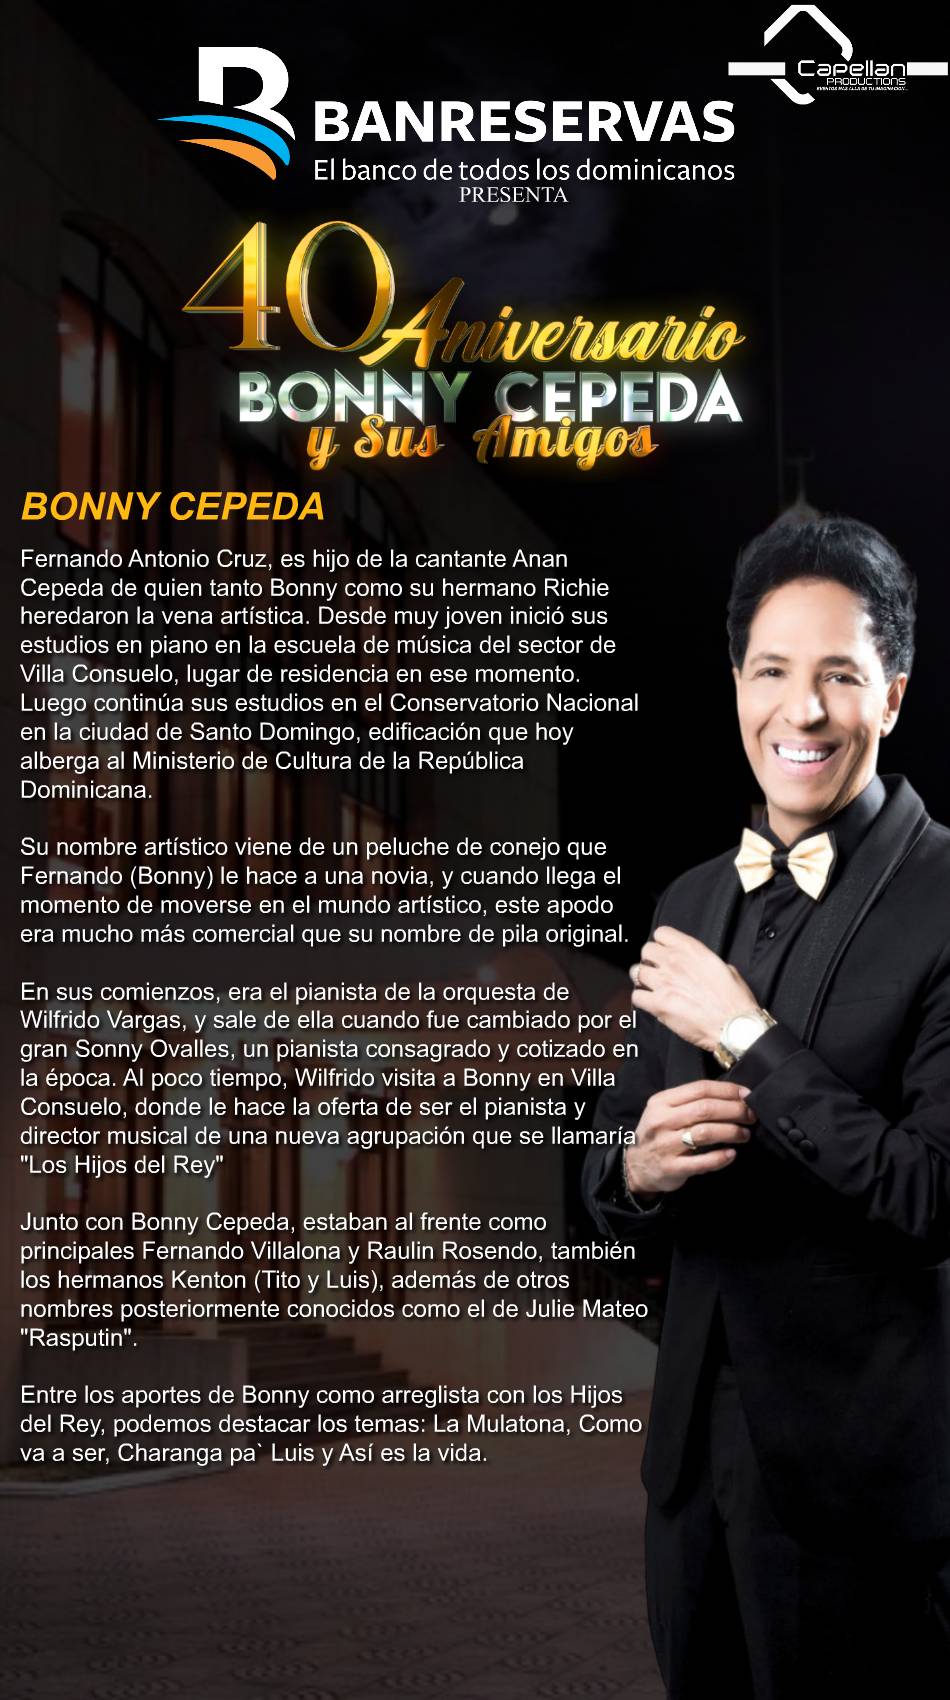 Capellan
PRODUCTIONS
EVENTOS MAS ALLA DE TU IMAGINACION...
BANRESERVAS
El banco de todos los dominicanos
PRESENTA
40 Aniversario
BONNY CEPEDA
y Sus Amigos
BONNY CEPEDA
Fernando Antonio Cruz, es hijo de la cantante Anan
Cepeda de quien tanto Bonny como su hermano Richie
heredaron la vena artística. Desde muy joven inició sus
estudios en piano en la escuela de música del sector de
Villa Consuelo, lugar de residencia en ese momento.
Luego continúa sus estudios en el Conservatorio Nacional
en la ciudad de Santo Domingo, edificación que hoy
alberga al Ministerio de Cultura de la República
Dominicana.
Su nombre artístico viene de un peluche de conejo que
Fernando (Bonny) le hace a una novia, y cuando llega el
momento de moverse en el mundo artístico, este apodo
era mucho más comercial que su nombre de pila original.
En sus comienzos, era el pianista de la orquesta de
Wilfrido Vargas, y sale de ella cuando fue cambiado por el
gran Sonny Ovalles, un pianista consagrado y cotizado en
la época. Al poco tiempo, Wilfrido visita a Bonny en Villa
Consuelo, donde le hace la oferta de ser el pianista y
director musical de una nueva agrupación que se llamaría
"Los Hijos del Rey"
Junto con Bonny Cepeda, estaban al frente como
principales Fernando Villalona y Raulin Rosendo, también
los hermanos Kenton (Tito y Luis), además de otros
nombres posteriormente conocidos como el de Julie Mateo
"Rasputin".
Entre los aportes de Bonny como arreglista con los Hijos
del Rey, podemos destacar los temas: La Mulatona, Como
va a ser, Charanga pa` Luis y Así es la vida.